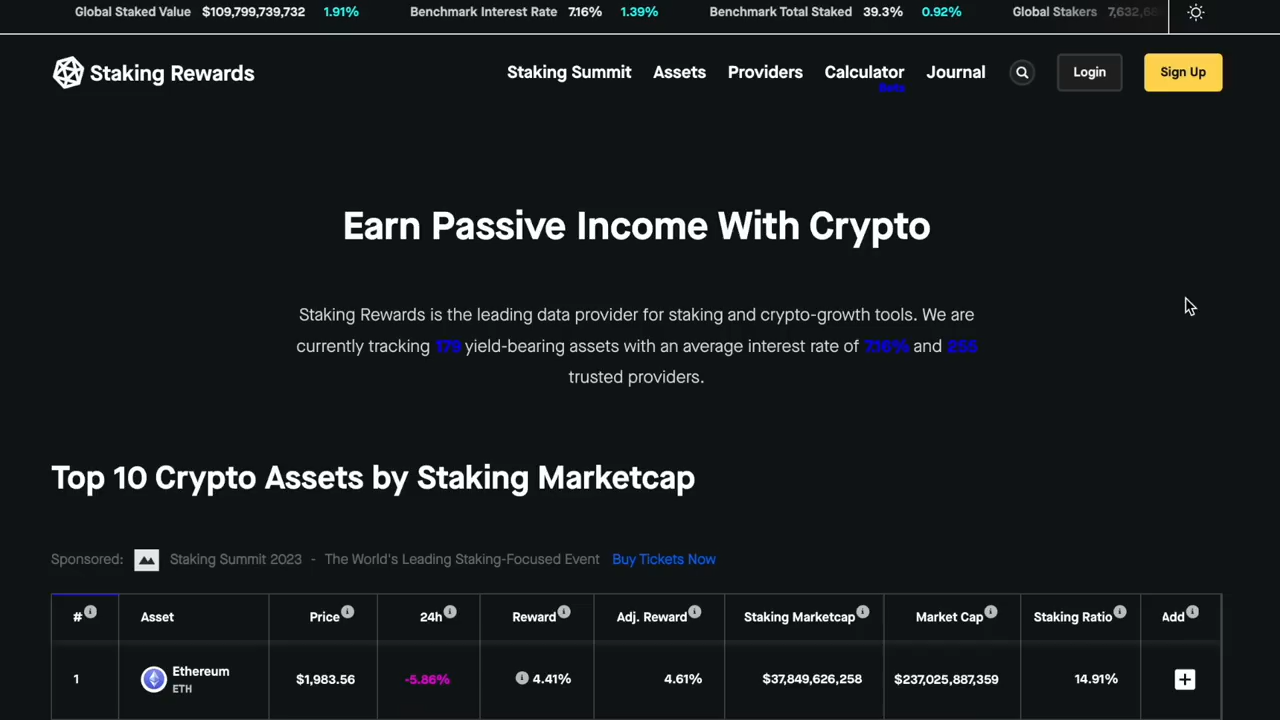 Global Staked Value $109,799,739,732 1.91% Benchmark Interest Rate 7.16% 1.39% Benchmark Total Staked 39.3% 0.92% Global Stakers
Staking Rewards Staking Summit Assets Providers Calculator Journal Login Sign Up
Beta
Earn Passive Income With Crypto
Staking Rewards is the leading data provider for staking and crypto-growth tools. We are
currently tracking 179 yield-bearing assets with an average interest rate of 7.16% and 255
trusted providers.
Top 10 Crypto Assets by Staking Marketcap
Sponsored: Staking Summit 2023 - The World's Leading Staking-Focused Event Buy Tickets Now
# Asset Price 24h Reward Adj. Reward Staking Marketcap Market Cap Staking Ratio Add
1 Ethereum ETH $1,983.56 -5.86% 4.41% 4.61% $37,849,626,258 $237,025,887,359 14.91%